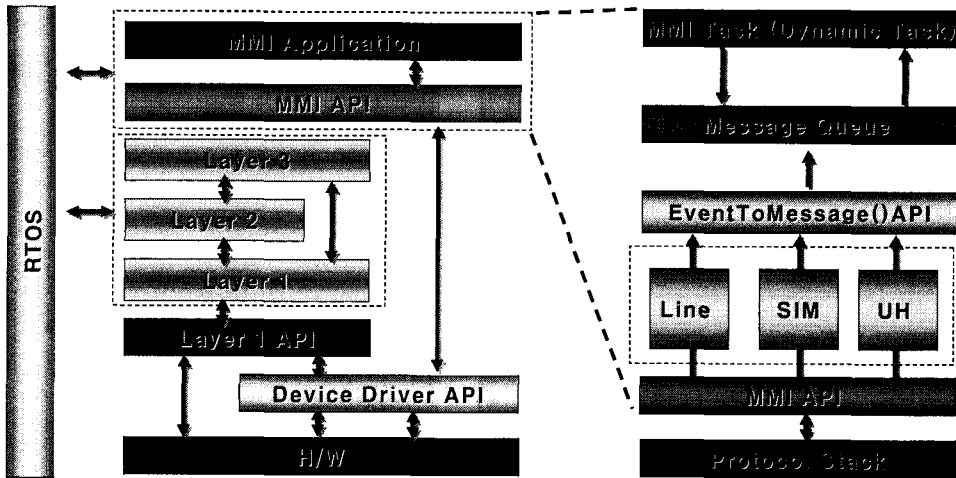 RTOS
MMI Application
MMI API
Layer 3
Layer 2
Layer 1
Layer 1 API
Device Driver API
H/W
MMI Task (Dynamic Task)
Message Queue
EventToMessage()API
Line
SIM
UH
MMI API
Protocol Stack